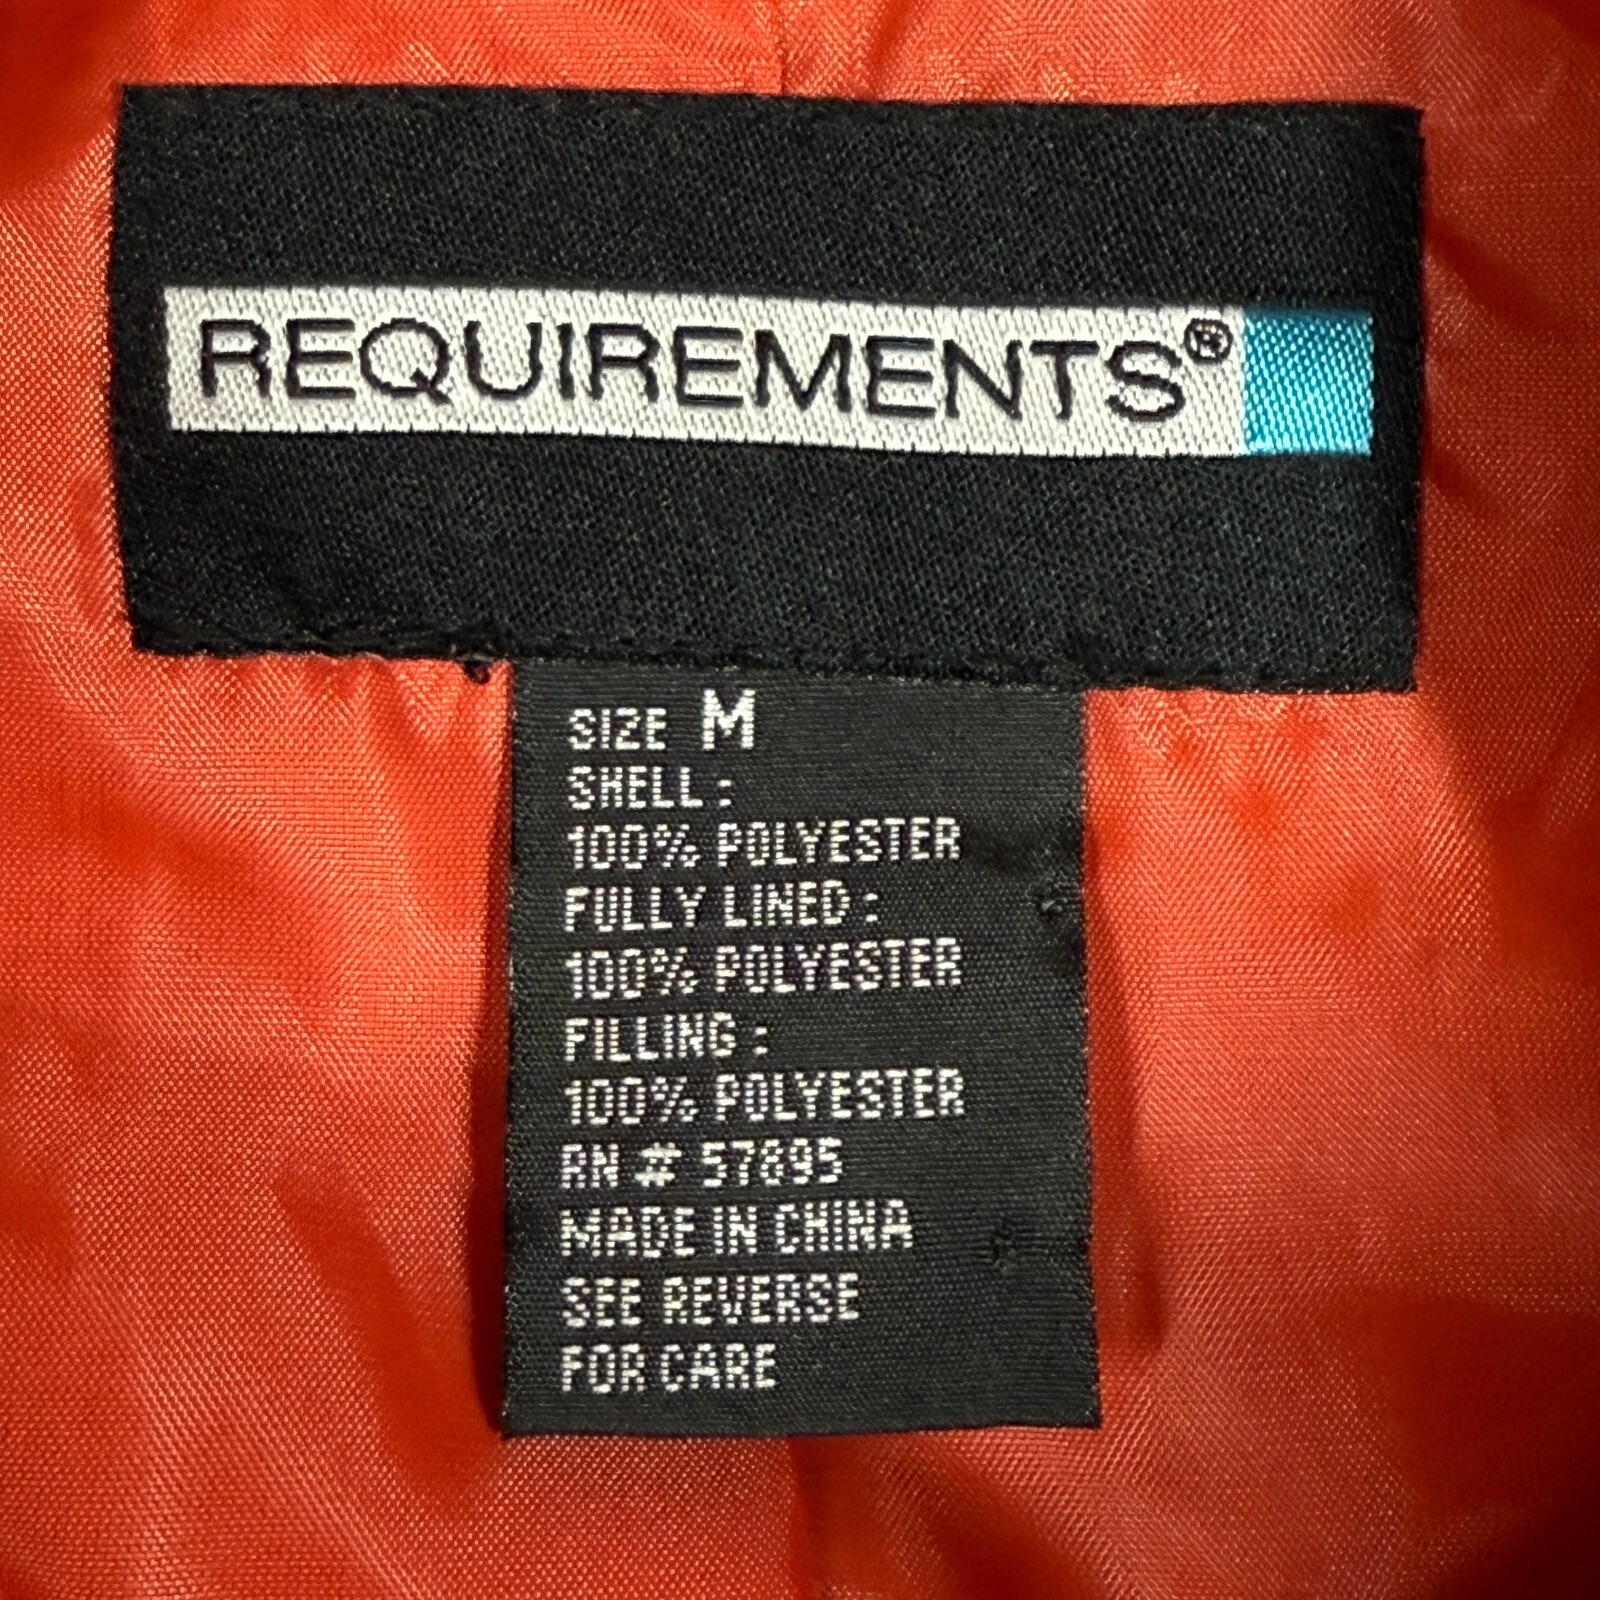 REQUIREMENTS®
SIZE M
SHELL :
100% POLYESTER
FULLY LINED :
100% POLYESTER
FILLING :
100% POLYESTER
RN # 57895
MADE IN CHINA
SEE REVERSE
FOR CARE